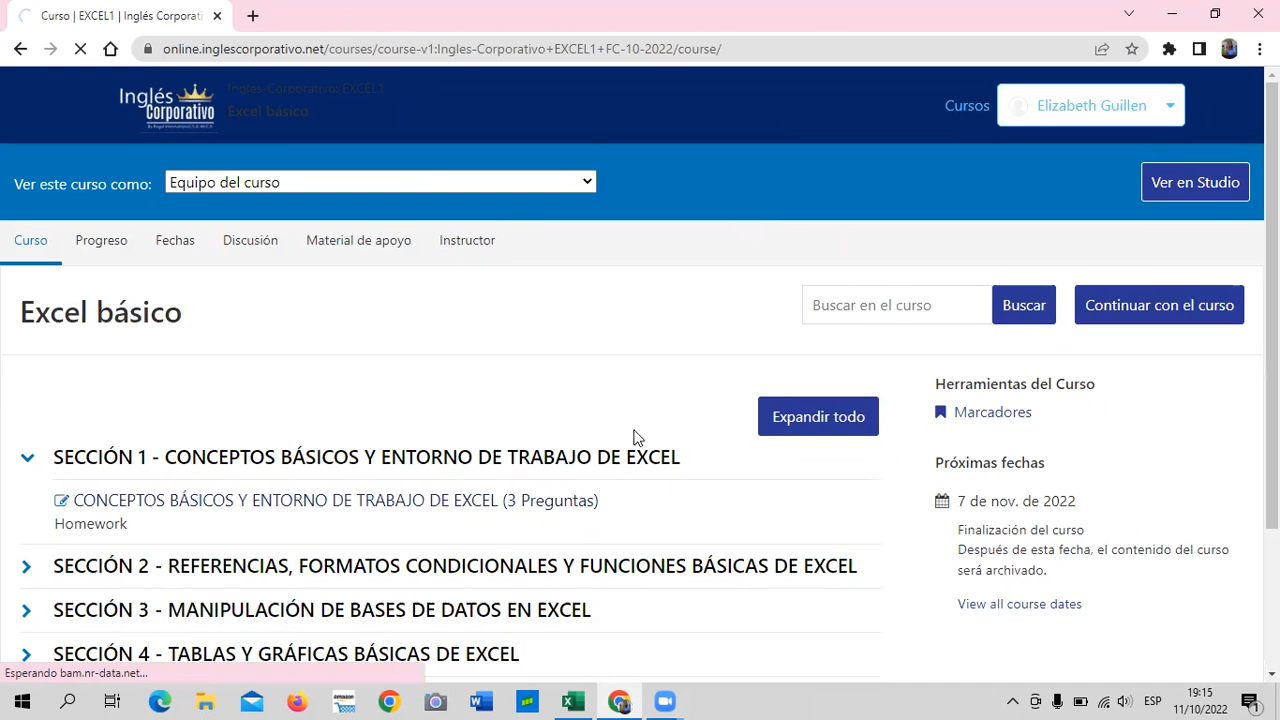 Curso | EXCEL1 | Inglés Corporati
online.inglescorporativo.net/courses/course-v1:Ingles-Corporativo+EXCEL1+FC-10-2022/course/
Inglés Corporativo
Ingles-Corporativo: EXCEL1
Excel básico
Cursos
Elizabeth Guillen
Ver este curso como:
Equipo del curso
Ver en Studio
Curso
Progreso
Fechas
Discusión
Material de apoyo
Instructor
Excel básico
Buscar en el curso
Buscar
Continuar con el curso
Expandir todo
Herramientas del Curso
Marcadores
SECCIÓN 1 - CONCEPTOS BÁSICOS Y ENTORNO DE TRABAJO DE EXCEL
CONCEPTOS BÁSICOS Y ENTORNO DE TRABAJO DE EXCEL (3 Preguntas)
Homework
Próximas fechas
7 de nov. de 2022
Finalización del curso
Después de esta fecha, el contenido del curso
será archivado.
View all course dates
SECCIÓN 2 - REFERENCIAS, FORMATOS CONDICIONALES Y FUNCIONES BÁSICAS DE EXCEL
SECCIÓN 3 - MANIPULACIÓN DE BASES DE DATOS EN EXCEL
SECCIÓN 4 - TABLAS Y GRÁFICAS BÁSICAS DE EXCEL
Esperando bam.nr-data.net...
amazon
ESP
19:15
11/10/2022